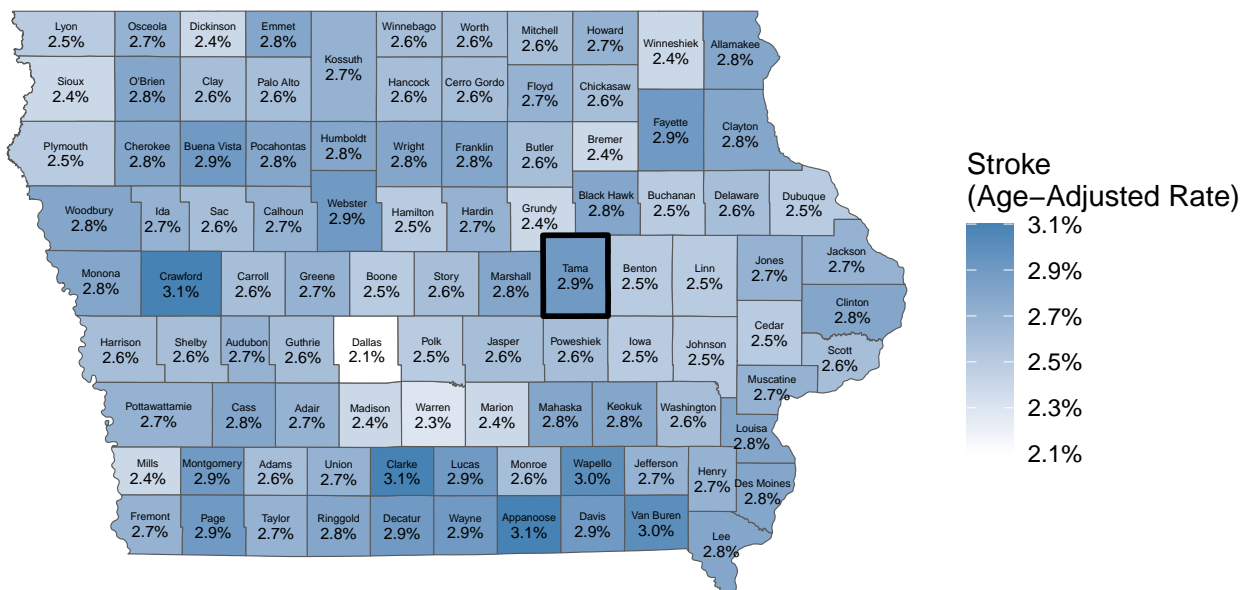 Lyon
2.5%
Osceola
2.7%
Dickinson
2.4%
Emmet
2.8%
Kossuth
2.7%
Winnebago
2.6%
Worth
2.6%
Mitchell
2.6%
Howard
2.7%
Winneshiek
2.4%
Allamakee
2.8%
Sioux
2.4%
O'Brien
2.8%
Clay
2.6%
Palo Alto
2.6%
Hancock
2.6%
Cerro Gordo
2.6%
Floyd
2.7%
Chickasaw
2.6%
Fayette
2.9%
Clayton
2.8%
Plymouth
2.5%
Cherokee
2.8%
Buena Vista
2.9%
Pocahontas
2.8%
Humboldt
2.8%
Wright
2.8%
Franklin
2.8%
Butler
2.6%
Bremer
2.4%
Woodbury
2.8%
Ida
2.7%
Sac
2.6%
Calhoun
2.7%
Webster
2.9%
Hamilton
2.5%
Hardin
2.7%
Grundy
2.4%
Black Hawk
2.8%
Buchanan
2.5%
Delaware
2.6%
Dubuque
2.5%
Monona
2.8%
Crawford
3.1%
Carroll
2.6%
Greene
2.7%
Boone
2.5%
Story
2.6%
Marshall
2.8%
Tama
2.9%
Benton
2.5%
Linn
2.5%
Jones
2.7%
Jackson
2.7%
Clinton
2.8%
Harrison
2.6%
Shelby
2.6%
Audubon
2.7%
Guthrie
2.6%
Dallas
2.1%
Polk
2.5%
Jasper
2.6%
Poweshiek
2.6%
Iowa
2.5%
Johnson
2.5%
Cedar
2.5%
Scott
2.6%
Muscatine
2.7%
Pottawattamie
2.7%
Cass
2.8%
Adair
2.7%
Madison
2.4%
Warren
2.3%
Marion
2.4%
Mahaska
2.8%
Keokuk
2.8%
Washington
2.6%
Louisa
2.8%
Mills
2.4%
Montgomery
2.9%
Adams
2.6%
Union
2.7%
Clarke
3.1%
Lucas
2.9%
Monroe
2.6%
Wapello
3.0%
Jefferson
2.7%
Henry
2.7%
Des Moines
2.8%
Fremont
2.7%
Page
2.9%
Taylor
2.7%
Ringgold
2.8%
Decatur
2.9%
Wayne
2.9%
Appanoose
3.1%
Davis
2.9%
Van Buren
3.0%
Lee
2.8%
Stroke
(Age−Adjusted Rate)
3.1%
2.9%
2.7%
2.5%
2.3%
2.1%